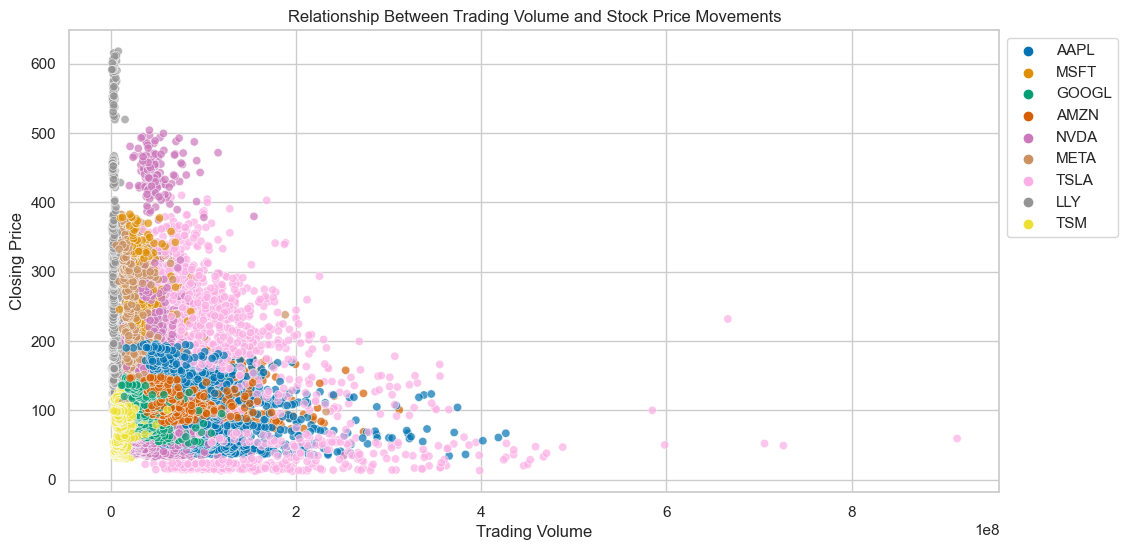 Relationship Between Trading Volume and Stock Price Movements
Closing Price
600
500
400
300
200
100
0
0
2
4
6
8
1e8
Trading Volume
AAPL
MSFT
GOOGL
AMZN
NVDA
META
TSLA
LLY
TSM